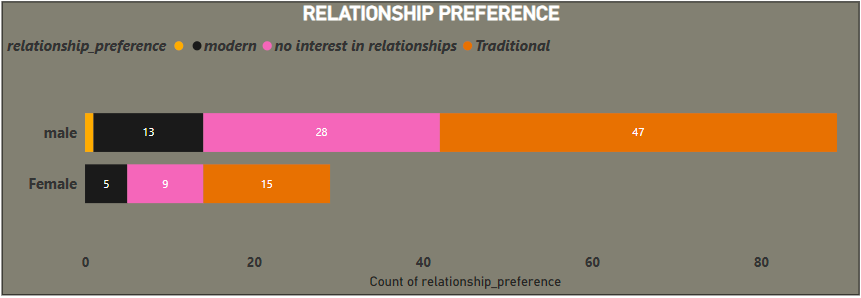 RELATIONSHIP PREFERENCE
relationship_preference modern no interest in relationships Traditional
male 13 28 47
Female 5 9 15
0 20 40 60 80
Count of relationship_preference